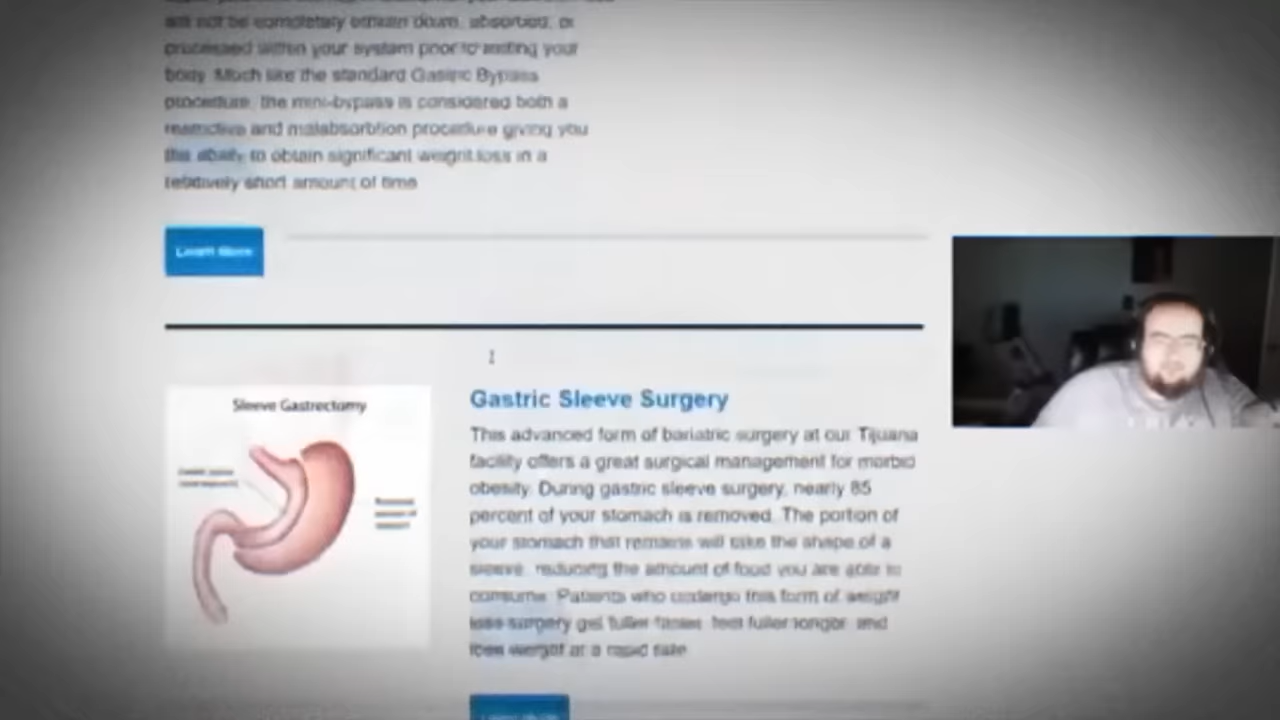 will not be completely broken down, absorbed, or
processed within your system prior to exiting your
body. Much like the standard Gastric Bypass
procedure, the mini-bypass is considered both a
restrictive and malabsorbtion procedure giving you
the ability to obtain significant weight loss in a
relatively short amount of time
Learn More
Sleeve Gastrectomy
Gastric Sleeve Surgery
This advanced form of bariatric surgery at our Tijuana
facility offers a great surgical management for morbid
obesity. During gastric sleeve surgery, nearly 85
percent of your stomach is removed. The portion of
your stomach that remains will take the shape of a
sleeve, reducing the amount of food you are able to
consume. Patients who undergo this form of weight
loss surgery get fuller faster, feel fuller longer, and
lose weight at a rapid rate
Learn More